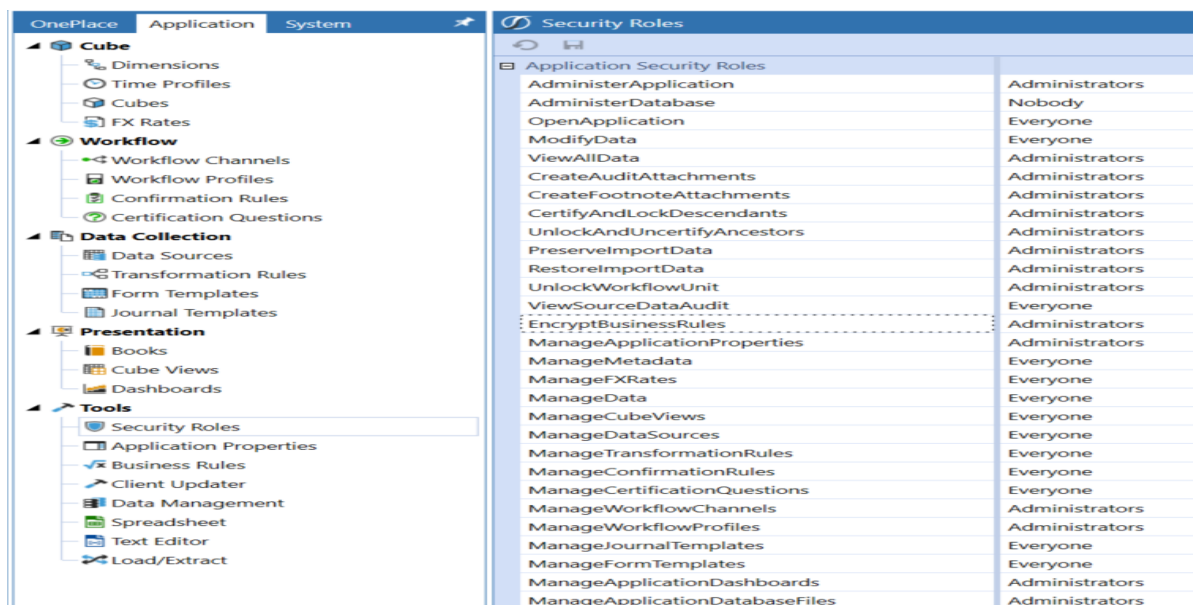 OnePlace Application System
Cube
Dimensions
Time Profiles
Cubes
FX Rates
Workflow
Workflow Channels
Workflow Profiles
Confirmation Rules
Certification Questions
Data Collection
Data Sources
Transformation Rules
Form Templates
Journal Templates
Presentation
Books
Cube Views
Dashboards
Tools
Security Roles
Application Properties
Business Rules
Client Updater
Data Management
Spreadsheet
Text Editor
Load/Extract
Security Roles
Application Security Roles
AdministerApplication Administrators
AdministerDatabase Nobody
OpenApplication Everyone
ModifyData Everyone
ViewAllData Administrators
CreateAuditAttachments Administrators
CreateFootnoteAttachments Administrators
CertifyAndLockDescendants Administrators
UnlockAndUncertifyAncestors Administrators
PreserveImportData Administrators
RestoreImportData Administrators
UnlockWorkflowUnit Administrators
ViewSourceDataAudit Everyone
EncryptBusinessRules Administrators
ManageApplicationProperties Administrators
ManageMetadata Everyone
ManageFXRates Everyone
ManageData Everyone
ManageCubeViews Everyone
ManageDataSources Everyone
ManageTransformationRules Everyone
ManageConfirmationRules Everyone
ManageCertificationQuestions Everyone
ManageWorkflowChannels Administrators
ManageWorkflowProfiles Administrators
ManageJournalTemplates Everyone
ManageFormTemplates Everyone
ManageApplicationDashboards Administrators
ManageApplicationDatabaseFiles Administrators